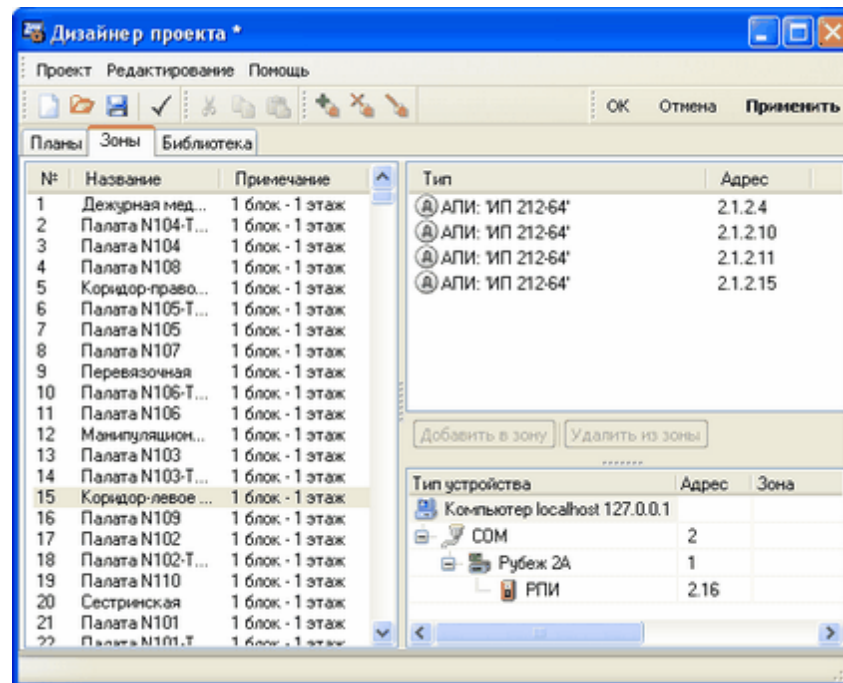 Дизайнер проекта *
Проект Редактирование Помощь
ОК Отмена Применить
Планы Зоны Библиотека
№ Название Примечание
1 Дежурная мед... 1 блок - 1 этаж
2 Палата N104-Т... 1 блок - 1 этаж
3 Палата N104 1 блок - 1 этаж
4 Палата N108 1 блок - 1 этаж
5 Коридор-право... 1 блок - 1 этаж
6 Палата N105-Т... 1 блок - 1 этаж
7 Палата N105 1 блок - 1 этаж
8 Палата N107 1 блок - 1 этаж
9 Перевязочная 1 блок - 1 этаж
10 Палата N106-Т... 1 блок - 1 этаж
11 Палата N106 1 блок - 1 этаж
12 Манипуляцион... 1 блок - 1 этаж
13 Палата N103 1 блок - 1 этаж
14 Палата N103-Т... 1 блок - 1 этаж
15 Коридор-левое ... 1 блок - 1 этаж
16 Палата N109 1 блок - 1 этаж
17 Палата N102 1 блок - 1 этаж
18 Палата N102-Т... 1 блок - 1 этаж
19 Палата N110 1 блок - 1 этаж
20 Сестринская 1 блок - 1 этаж
21 Палата N101 1 блок - 1 этаж
22 Палата N101-Т... 1 блок - 1 этаж
Тип Адрес
АПИ: 'ИП 212-64' 2.1.2.4
АПИ: 'ИП 212-64' 2.1.2.10
АПИ: 'ИП 212-64' 2.1.2.11
АПИ: 'ИП 212-64' 2.1.2.15
Добавить в зону Удалить из зоны
Тип устройства Адрес Зона
Компьютер localhost 127.0.0.1
COM 2
Рубеж 2А 1
РПИ 2.16